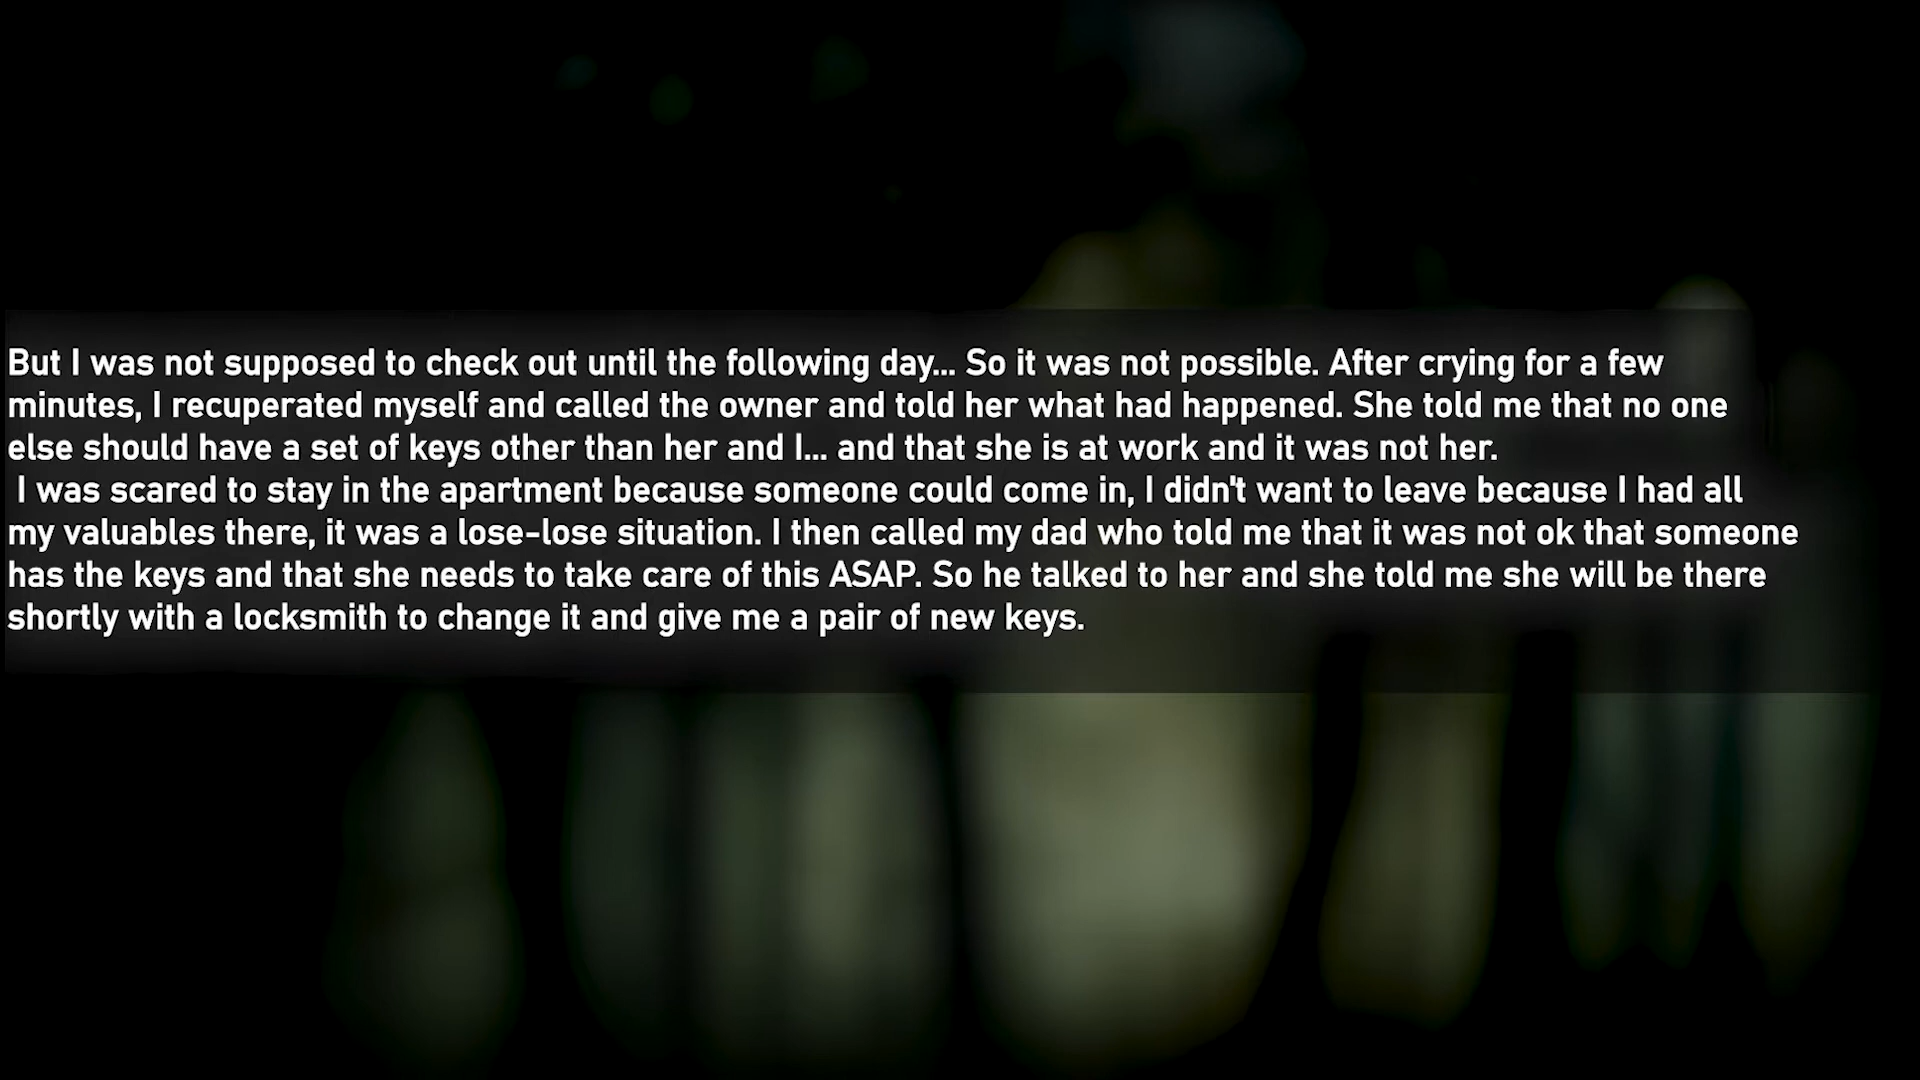 But I was not supposed to check out until the following day... So it was not possible. After crying for a few
minutes, I recuperated myself and called the owner and told her what had happened. She told me that no one
else should have a set of keys other than her and I... and that she is at work and it was not her.
I was scared to stay in the apartment because someone could come in, I didn't want to leave because I had all
my valuables there, it was a lose-lose situation. I then called my dad who told me that it was not ok that someone
has the keys and that she needs to take care of this ASAP. So he talked to her and she told me she will be there
shortly with a locksmith to change it and give me a pair of new keys.